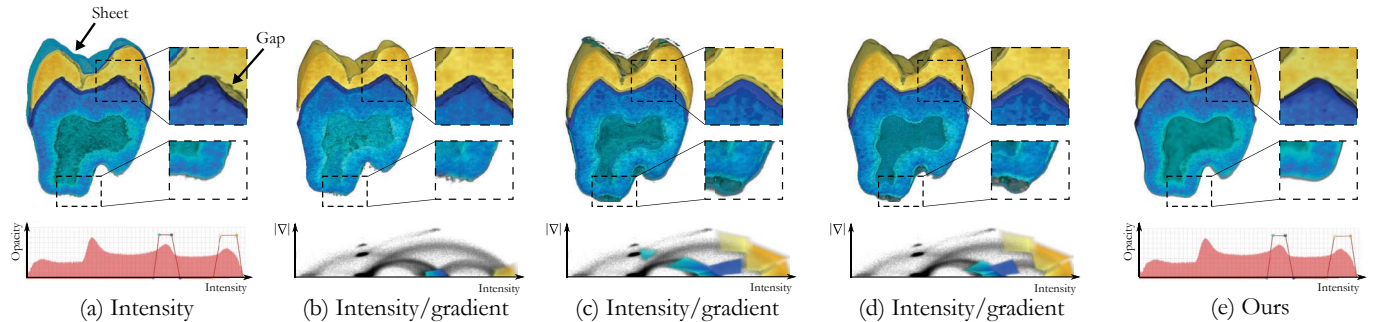 Sheet
Gap
Opacity
Intensity
(a) Intensity
|∇|
Intensity
(b) Intensity/gradient
|∇|
Intensity
(c) Intensity/gradient
|∇|
Intensity
(d) Intensity/gradient
Opacity
Intensity
(e) Ours